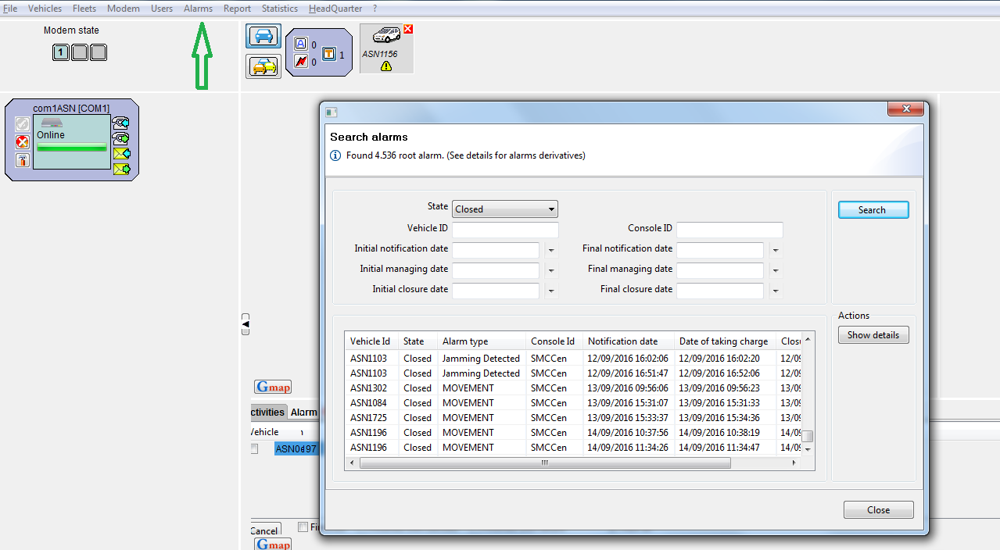 File Vehicles Fleets Modem Users Alarms Report Statistics HeadQuarter ?
Modem state
1
A 0
0
T 1
ASN1156
com1ASN [COM1]
Online
Search alarms
Found 4.536 root alarm. (See details for alarms derivatives)
State Closed
Search
Vehicle ID Console ID
Initial notification date Final notification date
Initial managing date Final managing date
Initial closure date Final closure date
Actions
Show details
Vehicle Id State Alarm type Console Id Notification date Date of taking charge Closu
ASN1103 Closed Jamming Detected SMCCen 12/09/2016 16:02:06 12/09/2016 16:02:20 12/09
ASN1103 Closed Jamming Detected SMCCen 12/09/2016 16:51:47 12/09/2016 16:52:06 12/09
ASN1302 Closed MOVEMENT SMCCen 13/09/2016 09:56:06 13/09/2016 09:56:23 13/09
ASN1084 Closed MOVEMENT SMCCen 13/09/2016 15:31:07 13/09/2016 15:31:33 13/09
ASN1725 Closed MOVEMENT SMCCen 13/09/2016 15:33:37 13/09/2016 15:34:36 13/09
ASN1196 Closed MOVEMENT SMCCen 14/09/2016 10:37:56 14/09/2016 10:38:19 14/09
ASN1196 Closed MOVEMENT SMCCen 14/09/2016 11:34:26 14/09/2016 11:34:47 14/09
Close
Gmap
ctivities Alarm
Vehicle
Cancel Fi
Gmap